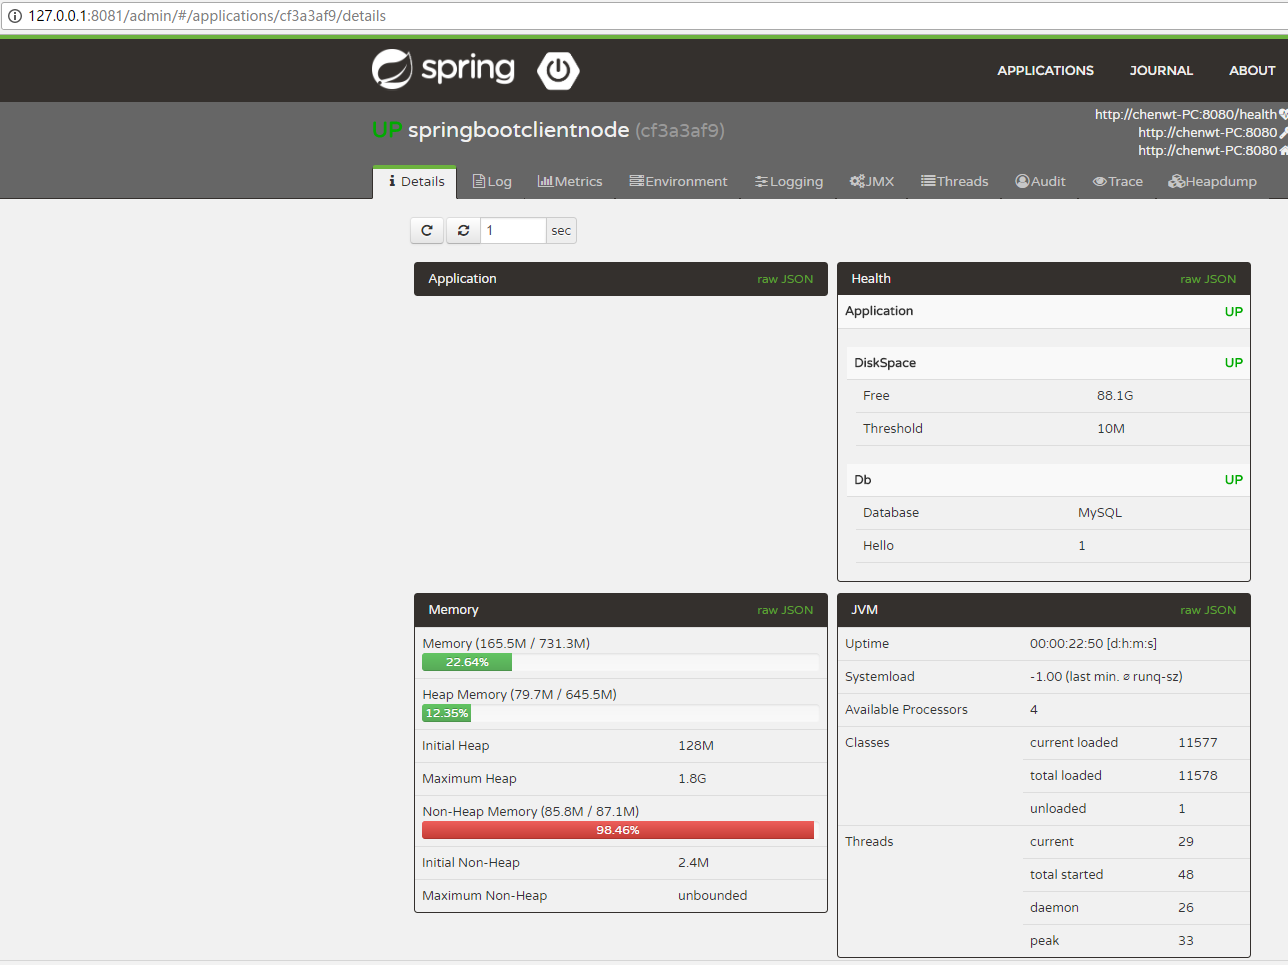 127.0.0.1:8081/admin/#/applications/cf3a3af9/details
spring
APPLICATIONS JOURNAL ABOUT
UP springbootclientnode (cf3a3af9)
http://chenwt-PC:8080/health
http://chenwt-PC:8080
http://chenwt-PC:8080
Details Log Metrics Environment Logging JMX Threads Audit Trace Heapdump
1 sec
Application raw JSON
Health raw JSON
Application UP
DiskSpace UP
Free 88.1G
Threshold 10M
Db UP
Database MySQL
Hello 1
Memory raw JSON
Memory (165.5M / 731.3M)
22.64%
Heap Memory (79.7M / 645.5M)
12.35%
Initial Heap 128M
Maximum Heap 1.8G
Non-Heap Memory (85.8M / 87.1M)
98.46%
Initial Non-Heap 2.4M
Maximum Non-Heap unbounded
JVM raw JSON
Uptime 00:00:22:50 [d:h:m:s]
Systemload -1.00 (last min. ⌀ runq-sz)
Available Processors 4
Classes current loaded 11577
total loaded 11578
unloaded 1
Threads current 29
total started 48
daemon 26
peak 33